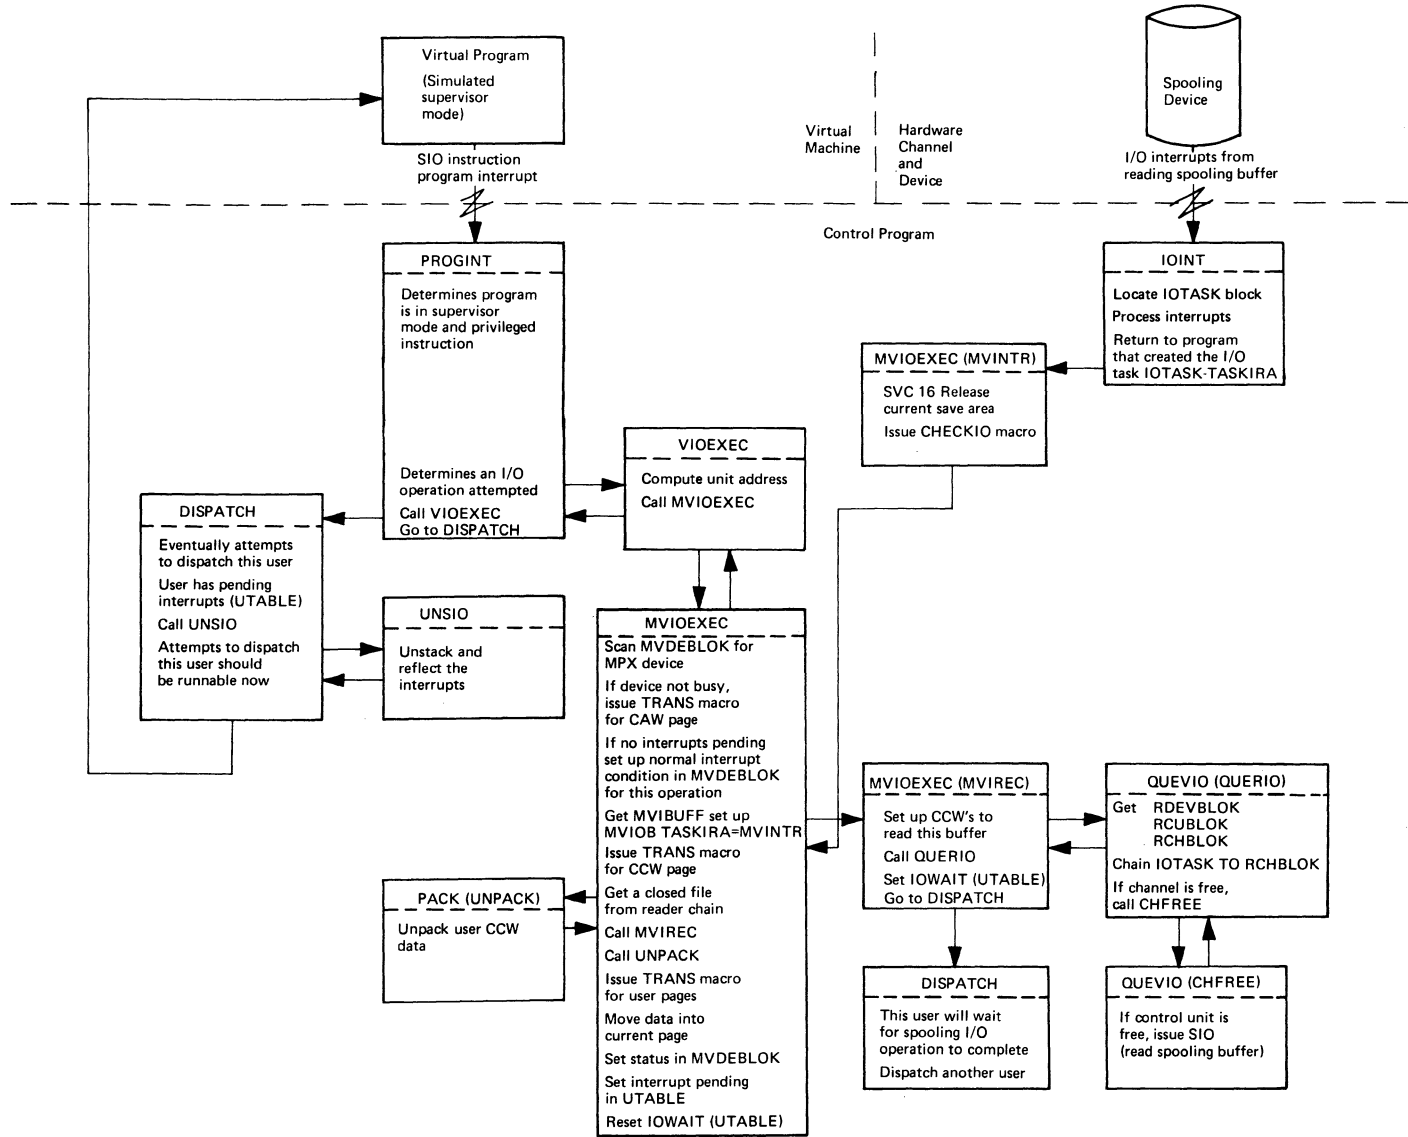 Virtual Program
(Simulated
supervisor
mode)
SIO instruction
program interrupt
Virtual
Machine
Hardware
Channel
and
Device
Spooling
Device
I/O interrupts from
reading spooling buffer
Control Program
PROGINT
Determines program
is in supervisor
mode and privileged
instruction
Determines an I/O
operation attempted
Call VIOEXEC
Go to DISPATCH
IOINT
Locate IOTASK block
Process interrupts
Return to program
that created the I/O
task IOTASK-TASKIRA
MVIOEXEC (MVINTR)
SVC 16 Release
current save area
Issue CHECKIO macro
VIOEXEC
Compute unit address
Call MVIOEXEC
DISPATCH
Eventually attempts
to dispatch this user
User has pending
interrupts (UTABLE)
Call UNSIO
Attempts to dispatch
this user should
be runnable now
UNSIO
Unstack and
reflect the
interrupts
MVIOEXEC
Scan MVDEBLOK for
MPX device
If device not busy,
issue TRANS macro
for CAW page
If no interrupts pending
set up normal interrupt
condition in MVDEBLOK
for this operation
Get MVIBUFF set up
MVIOB TASKIRA=MVINTR
Issue TRANS macro
for CCW page
Get a closed file
from reader chain
Call MVIREC
Call UNPACK
Issue TRANS macro
for user pages
Move data into
current page
Set status in MVDEBLOK
Set interrupt pending
in UTABLE
Reset IOWAIT (UTABLE)
PACK (UNPACK)
Unpack user CCW
data
MVIOEXEC (MVIREC)
Set up CCW's to
read this buffer
Call QUERIO
Set IOWAIT (UTABLE)
Go to DISPATCH
QUEVIO (QUERIO)
Get RDEVBLOK
RCUBLOK
RCHBLOK
Chain IOTASK TO RCHBLOK
If channel is free,
call CHFREE
DISPATCH
This user will wait
for spooling I/O
operation to complete
Dispatch another user
QUEVIO (CHFREE)
If control unit is
free, issue SIO
(read spooling buffer)